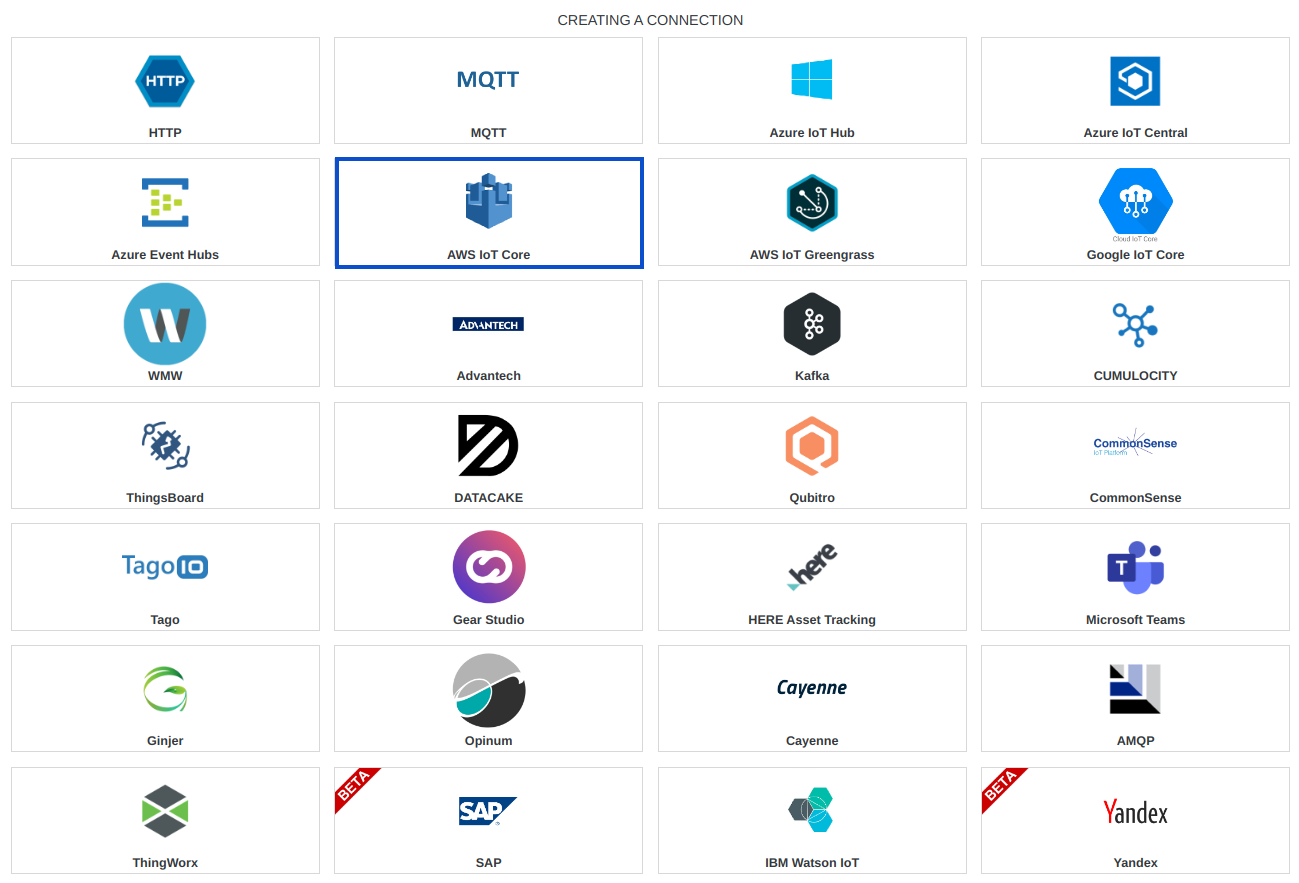 CREATING A CONNECTION
HTTP
HTTP
MQTT
MQTT
Azure IoT Hub
Azure IoT Central
Azure Event Hubs
AWS IoT Core
AWS IoT Greengrass
Cloud IoT Core
Google IoT Core
W
WMW
ADVANTECH
Advantech
Kafka
CUMULOCITY
ThingsBoard
DATACAKE
Qubitro
CommonSense
IoT Platform
CommonSense
Tago IO
Tago
Gear Studio
here
HERE Asset Tracking
T
Microsoft Teams
Ginjer
Opinum
Cayenne
Cayenne
AMQP
ThingWorx
BETA
SAP
®
SAP
IBM Watson IoT
BETA
Yandex
Yandex